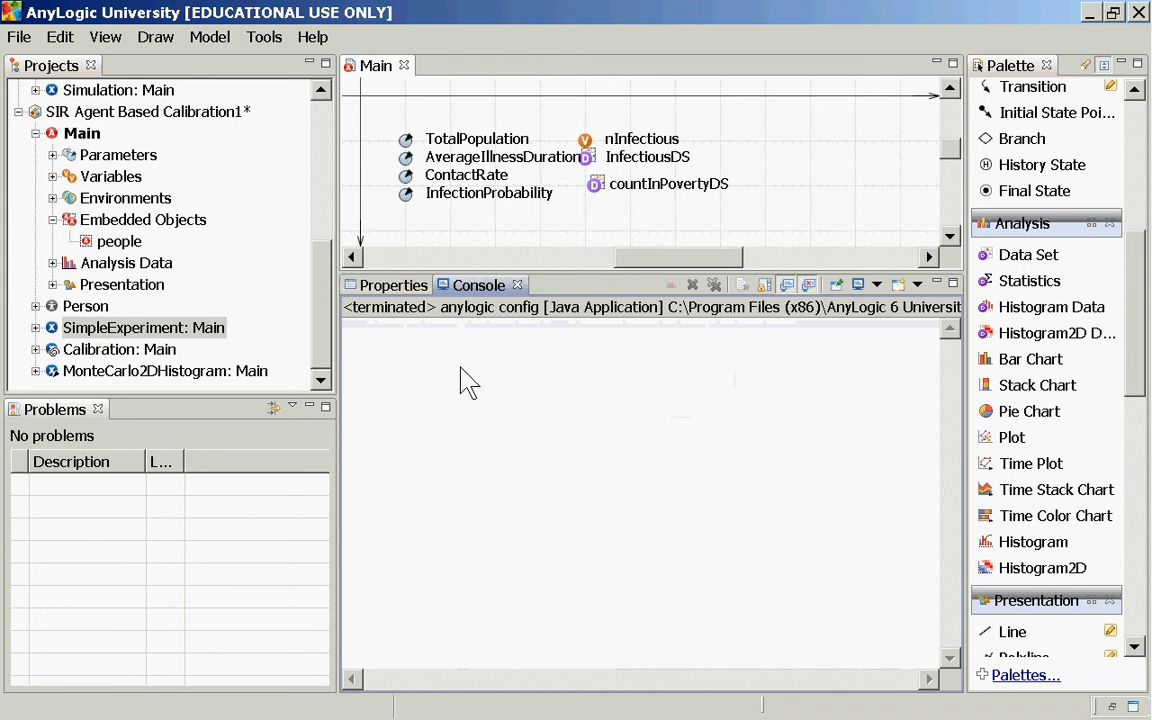 AnyLogic University [EDUCATIONAL USE ONLY]
File Edit View Draw Model Tools Help
Projects
Simulation: Main
SIR Agent Based Calibration1*
Main
Parameters
Variables
Environments
Embedded Objects
people
Analysis Data
Presentation
Person
SimpleExperiment: Main
Calibration: Main
MonteCarlo2DHistogram: Main
Problems
No problems
Description L...
Main
TotalPopulation
AverageIllnessDuration
ContactRate
InfectionProbability
V nInfectious
D InfectiousDS
D countInPovertyDS
Properties Console
<terminated> anylogic config [Java Application] C:\Program Files (x86)\AnyLogic 6 Universit
Palette
Transition
Initial State Poi...
Branch
History State
Final State
Analysis
Data Set
Statistics
Histogram Data
Histogram2D D...
Bar Chart
Stack Chart
Pie Chart
Plot
Time Plot
Time Stack Chart
Time Color Chart
Histogram
Histogram2D
Presentation
Line
Palettes...